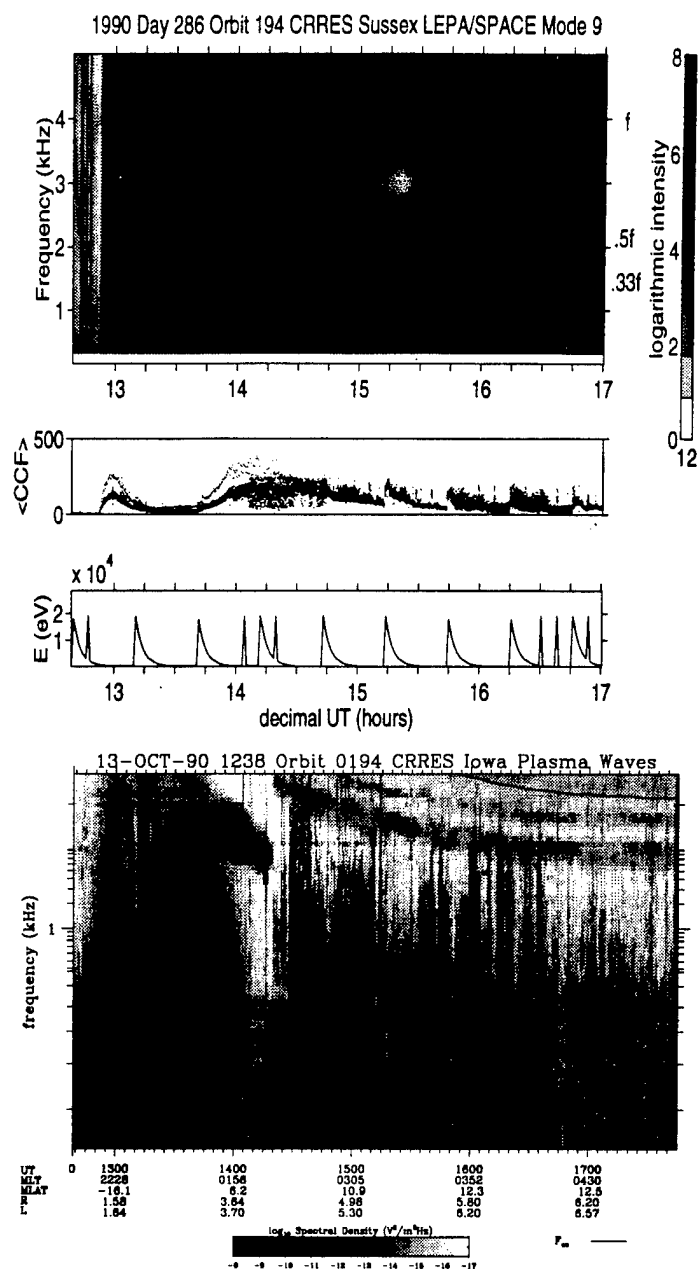 1990 Day 286 Orbit 194 CRRES Sussex LEPA/SPACE Mode 9
Frequency (kHz)
4
3
2
1
13 14 15 16 17
f
.5f
.33f
logarithmic intensity
8
6
4
2
0
12
<CCF>
500
0
x 10^4
E (eV)
2
1
13 14 15 16 17
decimal UT (hours)
13-OCT-90 1238 Orbit 0194 CRRES Iowa Plasma Waves
frequency (kHz)
1
UT 0 1300 1400 1500 1600 1700
MLT 2228 0156 0305 0352 0430
MLAT -16.1 6.2 10.9 12.3 12.5
R 1.58 3.64 4.98 5.80 6.20
L 1.64 3.70 5.30 6.20 6.57
Spectral Density
-8 -9 -10 -11 -12 -13 -14 -15 -16 -17